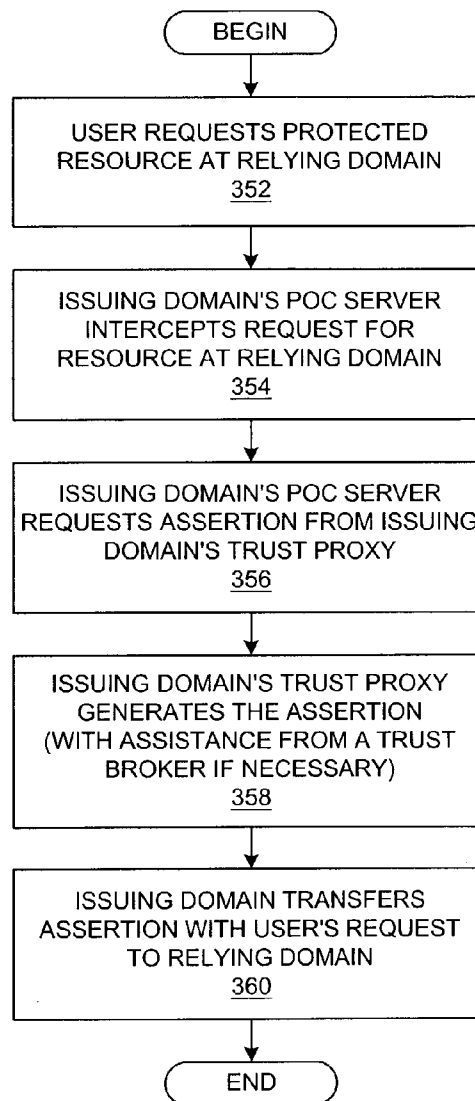 BEGIN
USER REQUESTS PROTECTED
RESOURCE AT RELYING DOMAIN
352
ISSUING DOMAIN'S POC SERVER
INTERCEPTS REQUEST FOR
RESOURCE AT RELYING DOMAIN
354
ISSUING DOMAIN'S POC SERVER
REQUESTS ASSERTION FROM ISSUING
DOMAIN'S TRUST PROXY
356
ISSUING DOMAIN'S TRUST PROXY
GENERATES THE ASSERTION
(WITH ASSISTANCE FROM A TRUST
BROKER IF NECESSARY)
358
ISSUING DOMAIN TRANSFERS
ASSERTION WITH USER'S REQUEST
TO RELYING DOMAIN
360
END